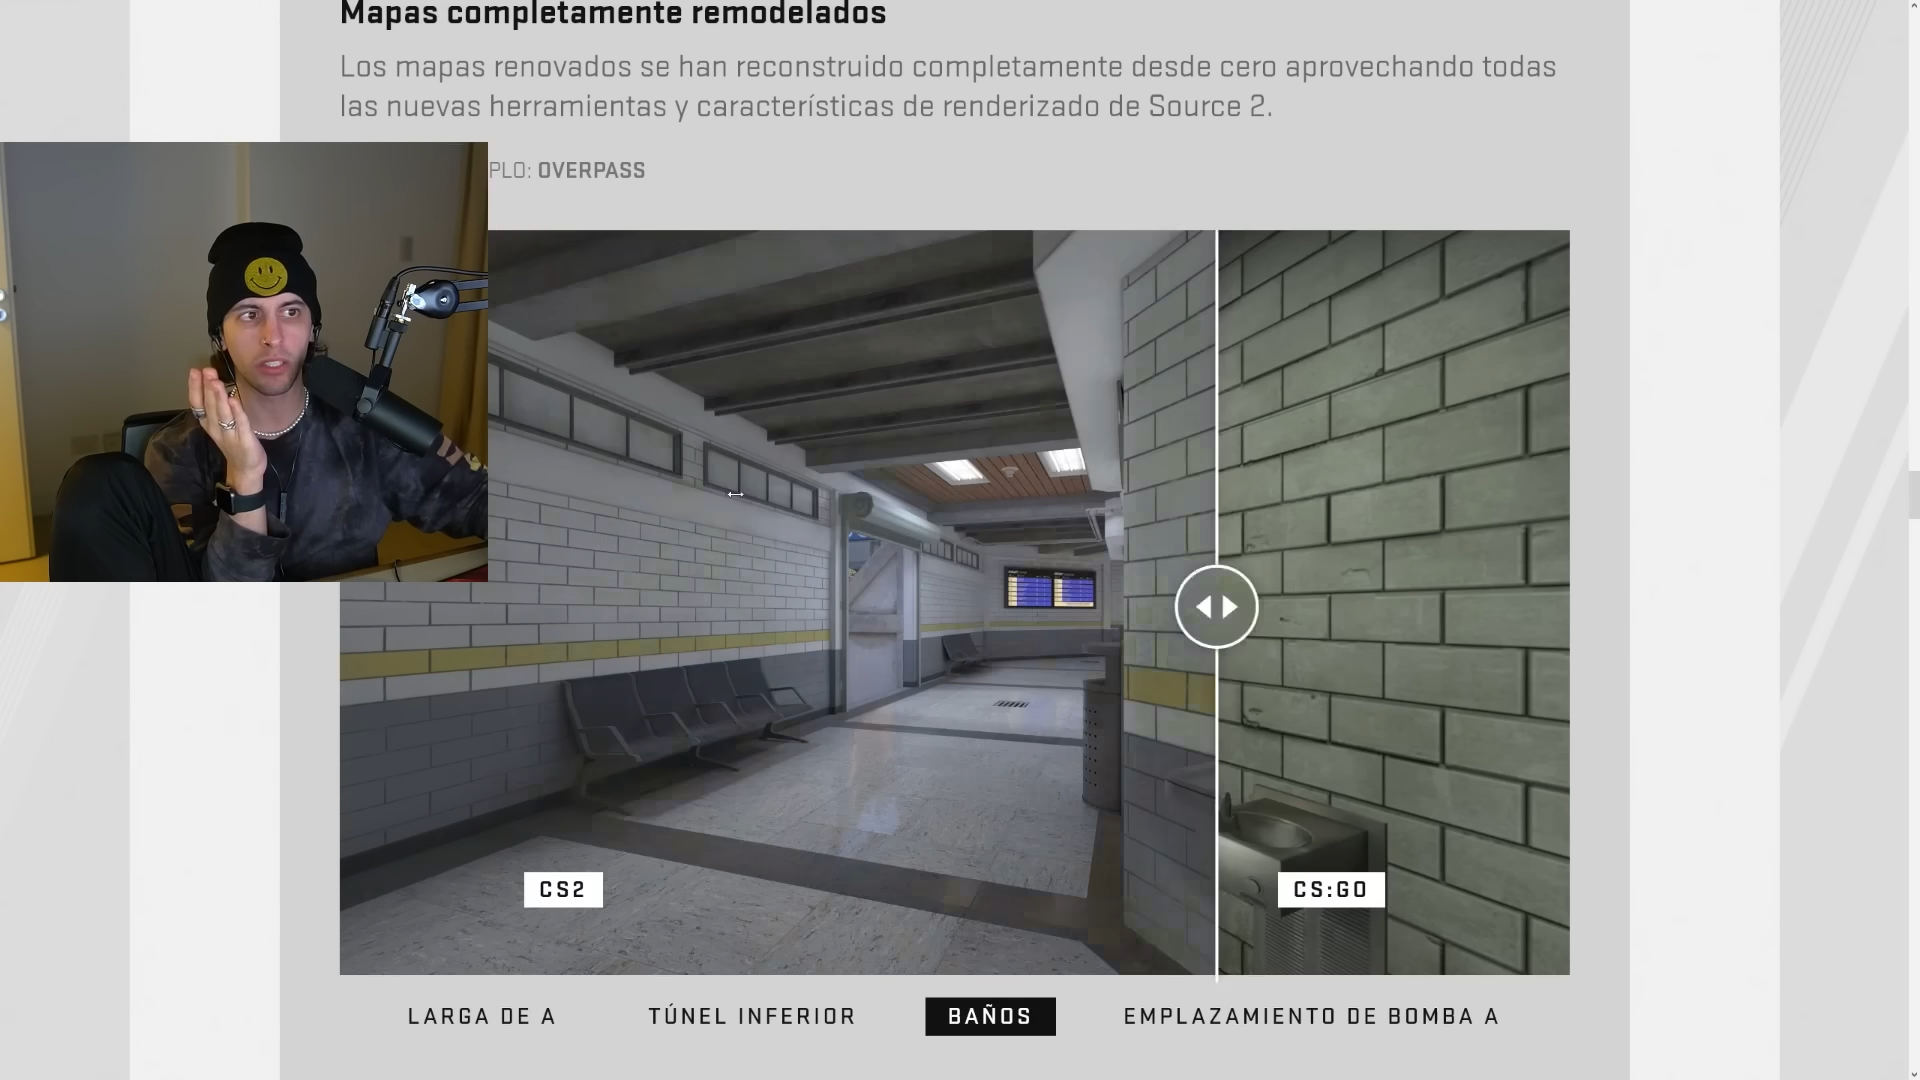 Mapas completamente remodelados
Los mapas renovados se han reconstruido completamente desde cero aprovechando todas
las nuevas herramientas y características de renderizado de Source 2.
PLO: OVERPASS
CS2
CS:GO
LARGA DE A
TÚNEL INFERIOR
BAÑOS
EMPLAZAMIENTO DE BOMBA A